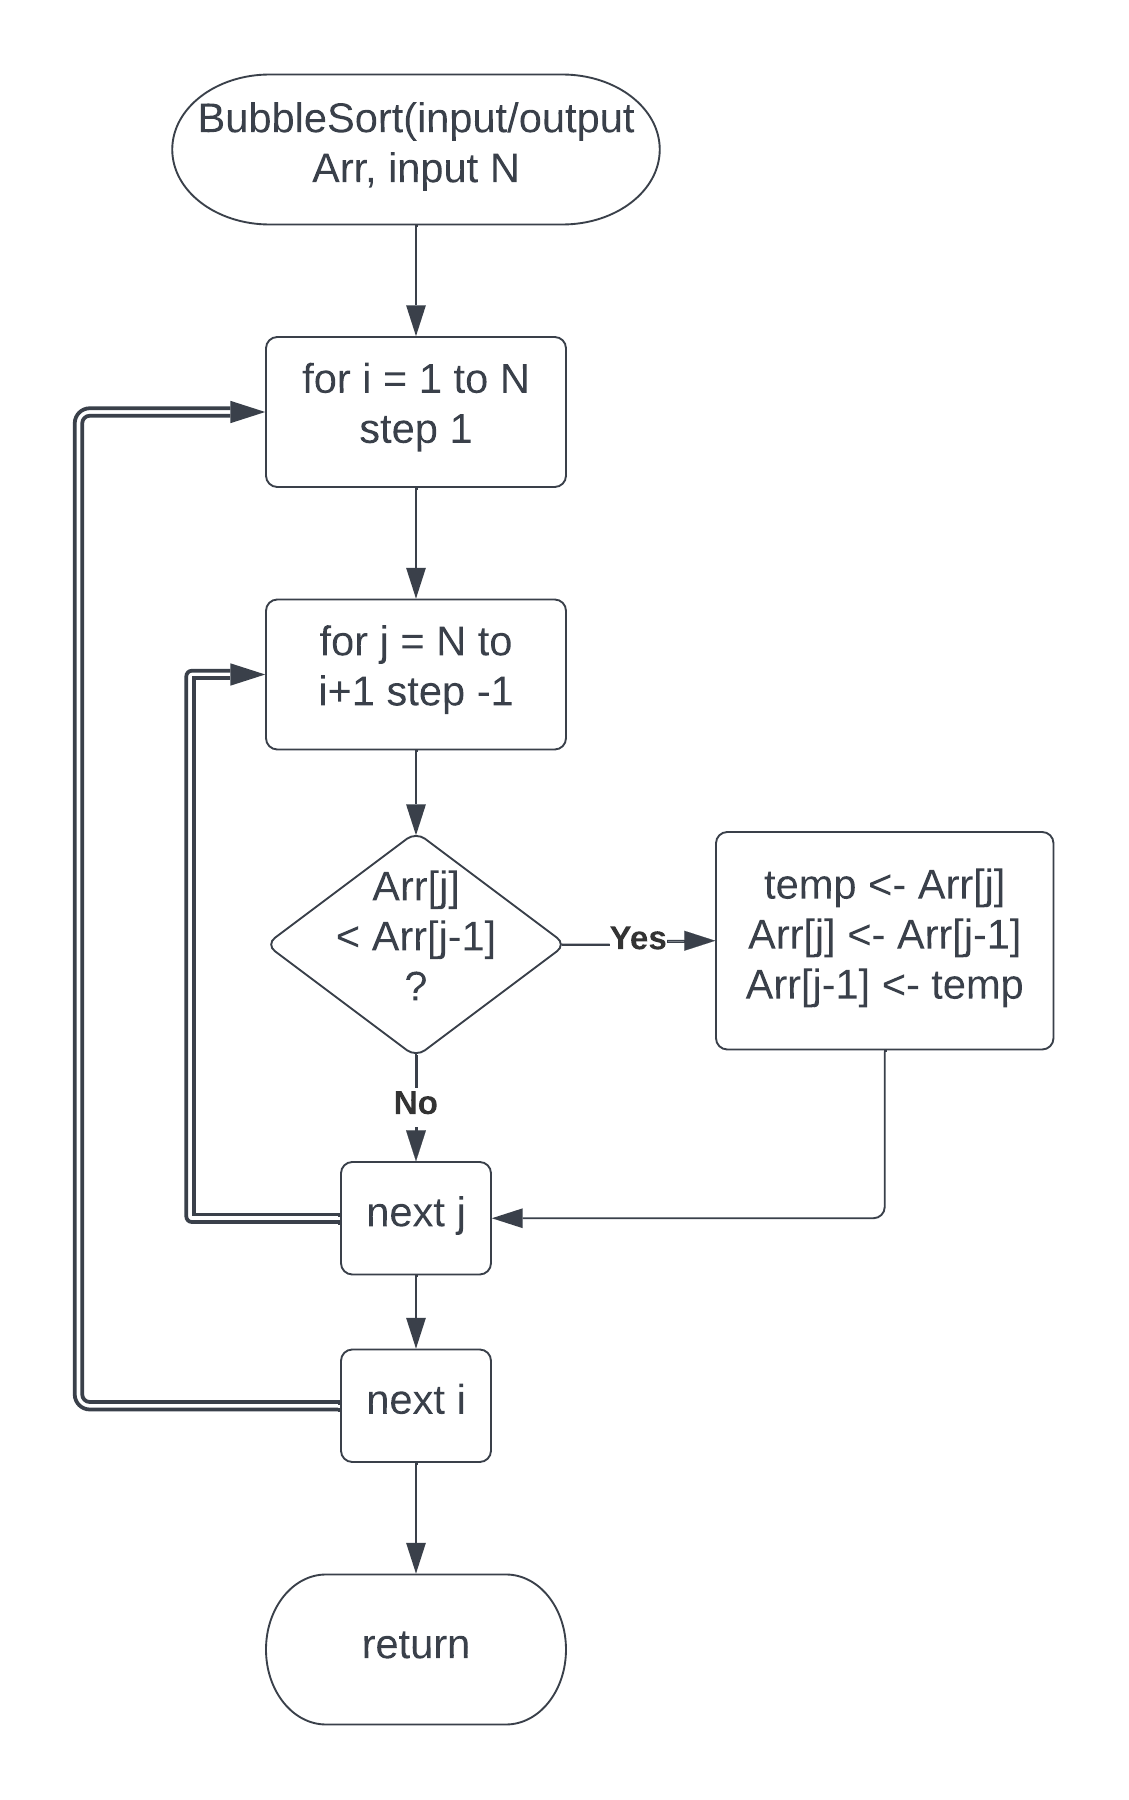 BubbleSort(input/output
Arr, input N
for i = 1 to N
step 1
for j = N to
i+1 step -1
Arr[j]
< Arr[j-1]
?
Yes
temp <- Arr[j]
Arr[j] <- Arr[j-1]
Arr[j-1] <- temp
No
next j
next i
return